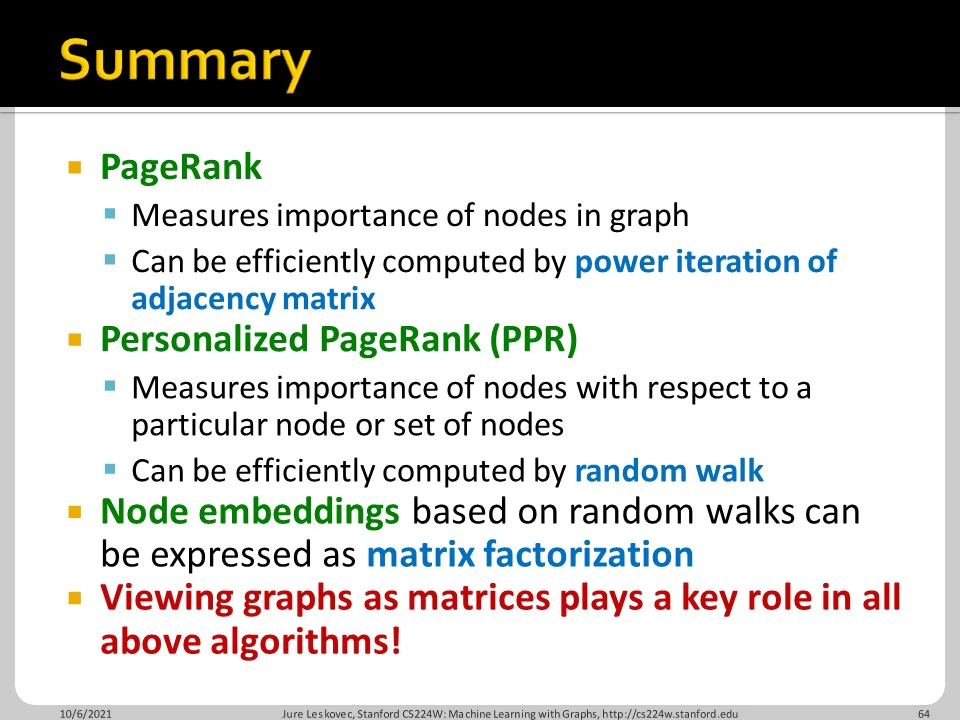 Summary
PageRank
Measures importance of nodes in graph
Can be efficiently computed by power iteration of
adjacency matrix
Personalized PageRank (PPR)
Measures importance of nodes with respect to a
particular node or set of nodes
Can be efficiently computed by random walk
Node embeddings based on random walks can
be expressed as matrix factorization
Viewing graphs as matrices plays a key role in all
above algorithms!
10/6/2021 Jure Leskovec, Stanford CS224W: Machine Learning with Graphs, http://cs224w.stanford.edu 64